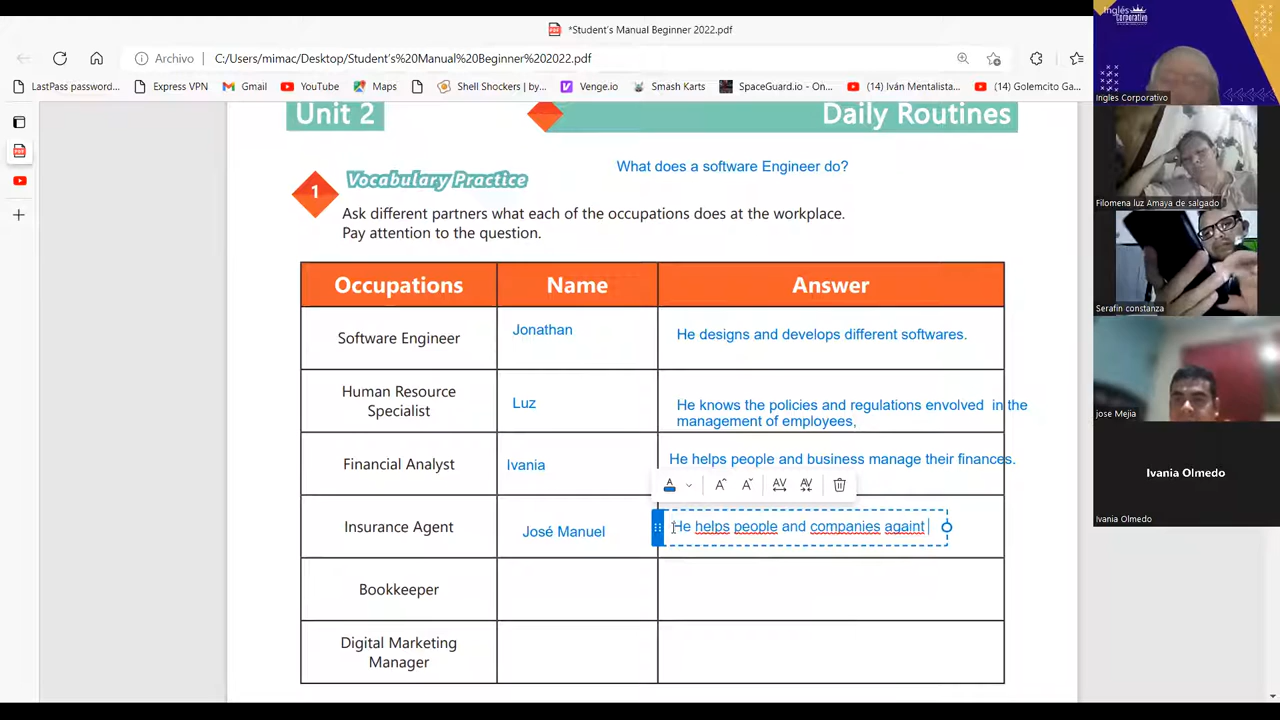 *Student's Manual Beginner 2022.pdf
Archivo
C:/Users/mimac/Desktop/Student's%20Manual%20Beginner%202022.pdf
LastPass password...
Express VPN
Gmail
YouTube
Maps
Shell Shockers | by...
Venge.io
SmashKarts
SpaceGuard.io - On...
(14) Iván Mentalista...
(14) Golemcito Ga...
Unit 2
Daily Routines
What does a software Engineer do?
1
Vocabulary Practice
Ask different partners what each of the occupations does at the workplace.
Pay attention to the question.
Occupations
Name
Answer
Software Engineer
Jonathan
He designs and develops different softwares.
Human Resource
Specialist
Luz
He knows the policies and regulations envolved in the
management of employees,
Financial Analyst
Ivania
He helps people and business manage their finances.
Insurance Agent
José Manuel
He helps people and companies againt
Bookkeeper
Digital Marketing
Manager
Inglés
Corporativo
Inglés Corporativo
Filomena luz Amaya de salgado
Serafin constanza
jose Mejia
Ivania Olmedo
Ivania Olmedo